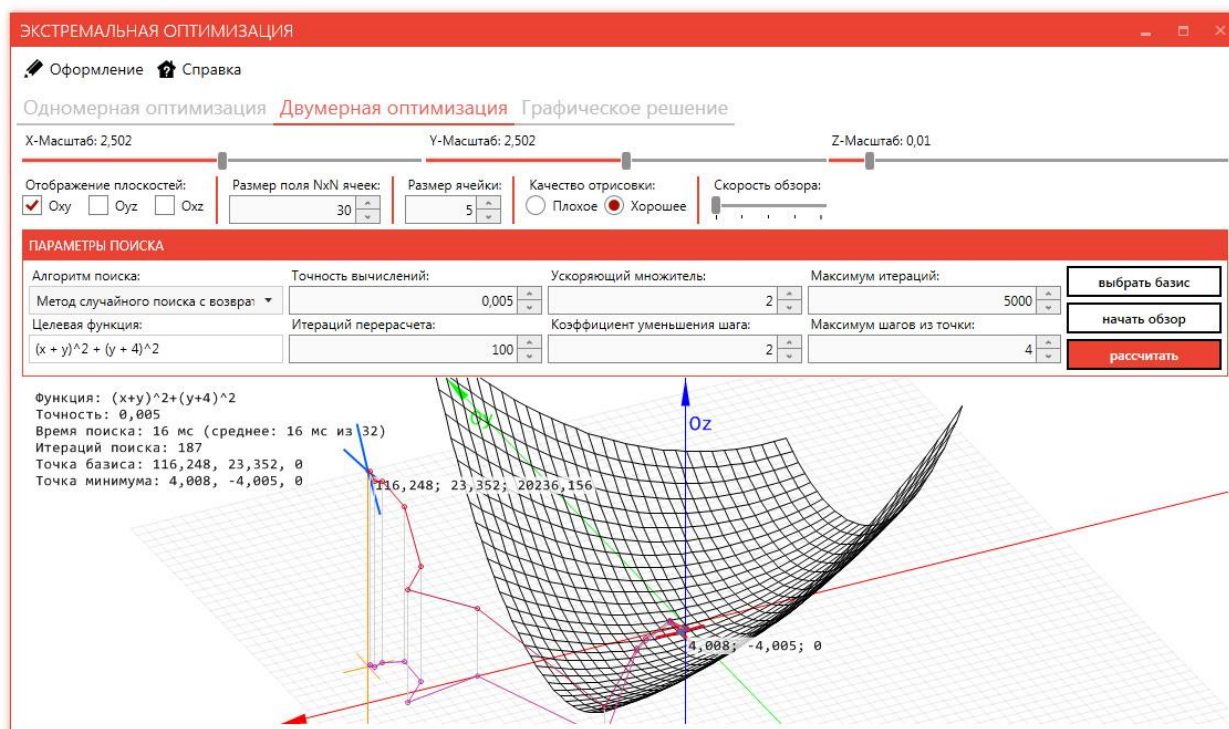 ЭКСТРЕМАЛЬНАЯ ОПТИМИЗАЦИЯ
Оформление Справка
Одномерная оптимизация Двумерная оптимизация Графическое решение
X-Масштаб: 2,502 Y-Масштаб: 2,502 Z-Масштаб: 0,01
Отображение плоскостей: Размер поля NxN ячеек: Размер ячейки: Качество отрисовки: Скорость обзора:
Oxy Oyz Oxz 30 5 Плохое Хорошее
ПАРАМЕТРЫ ПОИСКА
Алгоритм поиска: Точность вычислений: Ускоряющий множитель: Максимум итераций:
Метод случайного поиска с возврат 0,005 2 5000 выбрать базис
Целевая функция: Итераций перерасчета: Коэффициент уменьшения шага: Максимум шагов из точки: начать обзор
(x + y)^2 + (y + 4)^2 100 2 4 рассчитать
Функция: (x+y)^2+(y+4)^2
Точность: 0,005
Время поиска: 16 мс (среднее: 16 мс из 32)
Итераций поиска: 187
Точка базиса: 116,248, 23,352, 0
Точка минимума: 4,008, -4,005, 0
Oy
Oz
116,248; 23,352; 20236,156
4,008; -4,005; 0